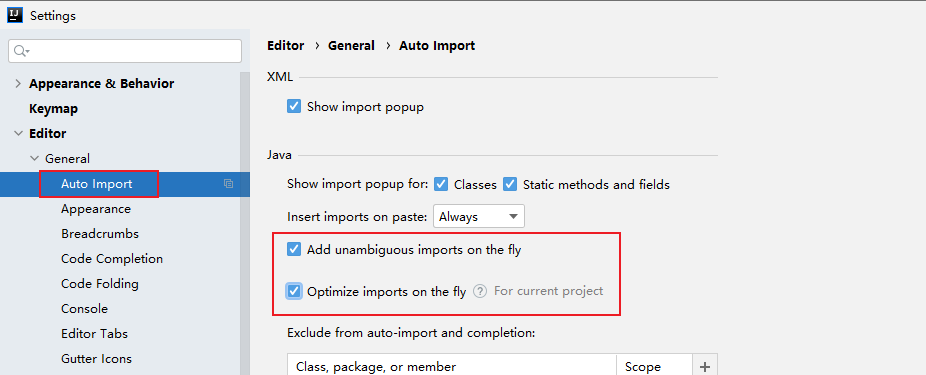 IJ
Settings
Appearance & Behavior
Keymap
Editor
General
Auto Import
Appearance
Breadcrumbs
Code Completion
Code Folding
Console
Editor Tabs
Gutter Icons
Editor › General › Auto Import
XML
Show import popup
Java
Show import popup for: Classes Static methods and fields
Insert imports on paste: Always
Add unambiguous imports on the fly
Optimize imports on the fly ? For current project
Exclude from auto-import and completion:
Class, package, or member Scope +